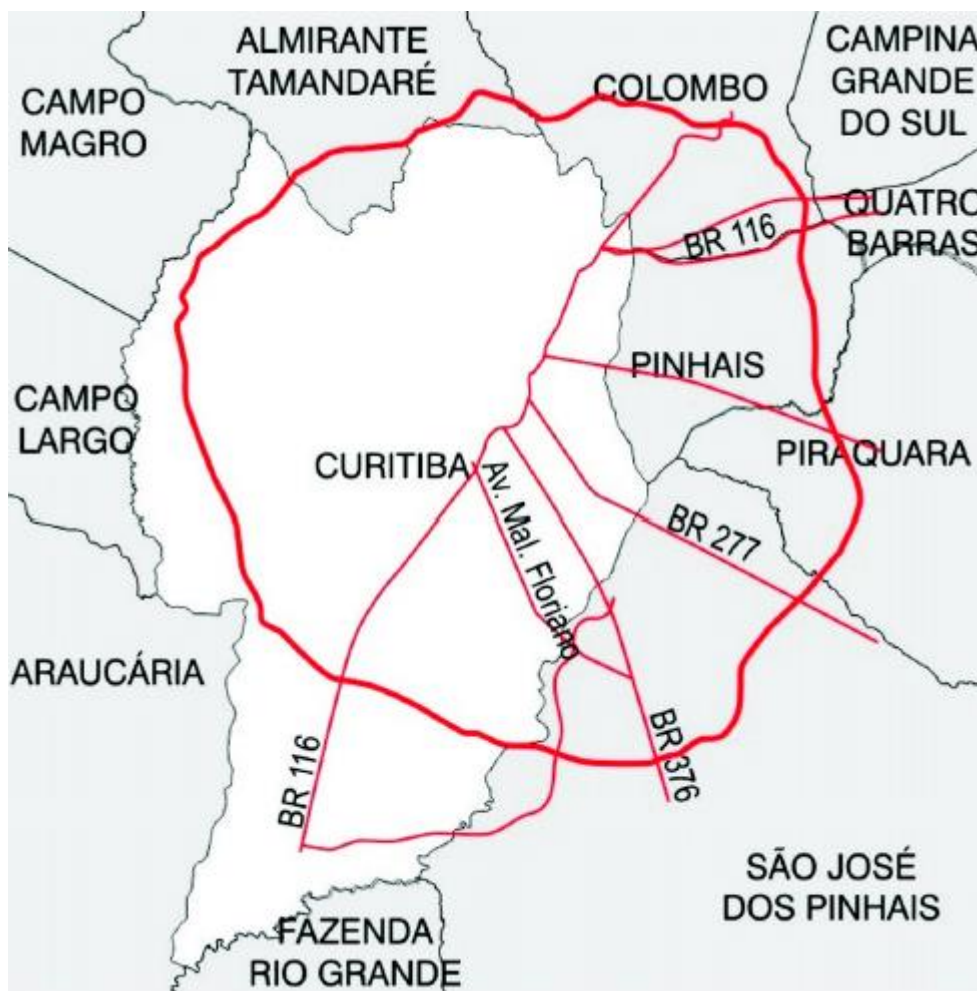 ALMIRANTE
TAMANDARÉ
CAMPINA
GRANDE
DO SUL
COLOMBO
CAMPO
MAGRO
QUATRO
BARRAS
BR 116
PINHAIS
CAMPO
LARGO
PIRAQUARA
CURITIBA
Av. Mal. Floriano
BR 277
ARAUCÁRIA
BR 116
BR 376
SÃO JOSÉ
DOS PINHAIS
FAZENDA
RIO GRANDE